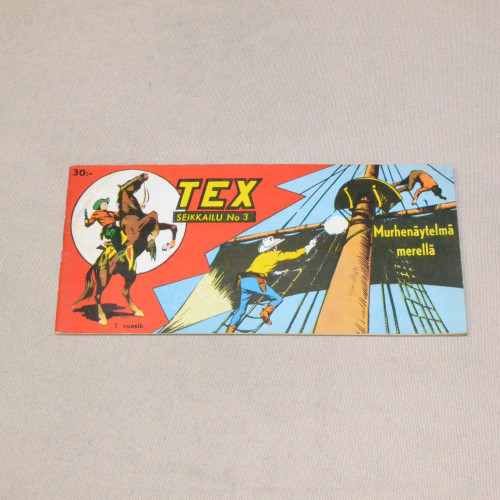 30:-
TEX
SEIKKAILU No 3
Murhenäytelmä
merellä
7. vuosik.